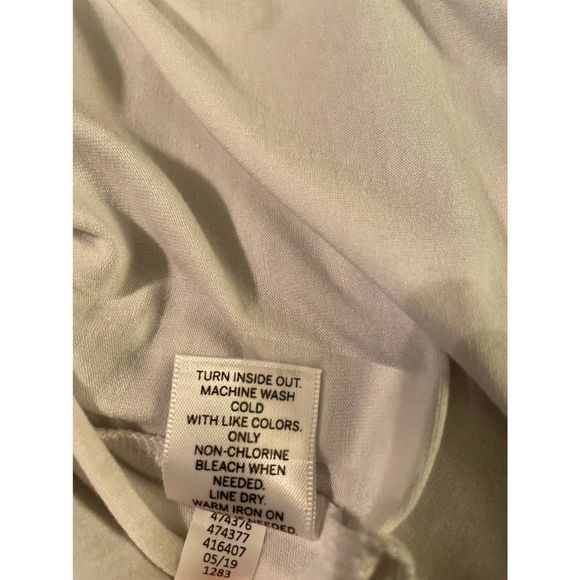 TURN INSIDE OUT.
MACHINE WASH
COLD
WITH LIKE COLORS.
ONLY
NON-CHLORINE
BLEACH WHEN
NEEDED.
LINE DRY.
WARM IRON ON
NEEDED.
474376
474377
416407
05/19
1283